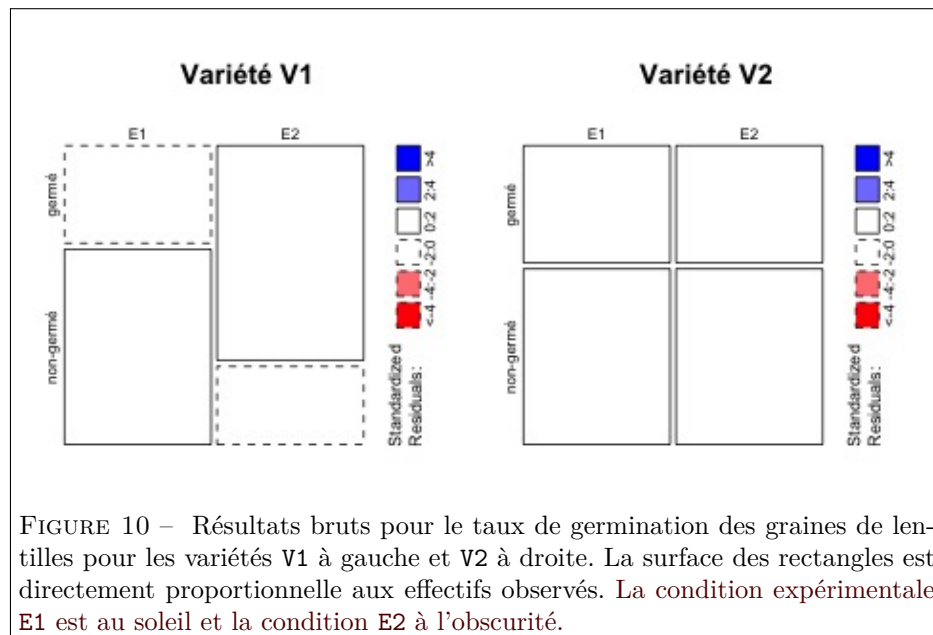 Variété V1
Variété V2
E1
E2
germé
non-germé
Standardized
Residuals:
<-4
-4:-2
-2:0
0:2
2:4
>4
E1
E2
germé
non-germé
Standardized
Residuals:
<-4
-4:-2
-2:0
0:2
2:4
>4
FIGURE 10 – Résultats bruts pour le taux de germination des graines de len-
tilles pour les variétés V1 à gauche et V2 à droite. La surface des rectangles est
directement proportionnelle aux effectifs observés. La condition expérimentale
E1 est au soleil et la condition E2 à l'obscurité.